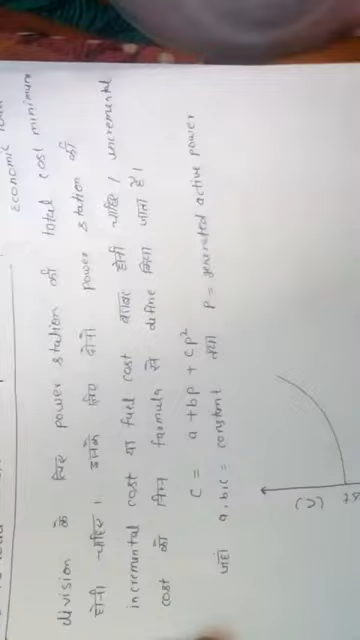 economic
division के लिए power station की total cost minimum
होनी चाहिए। इसके लिए दोनो power station की
incremental cost या fuel cost बराबर होनी चाहिए। incremental
cost को निम्न farmula से define किया जाता है।
C = a + bp + cp²
जहां a, b, c = constant तथा P = generated active power
(C)